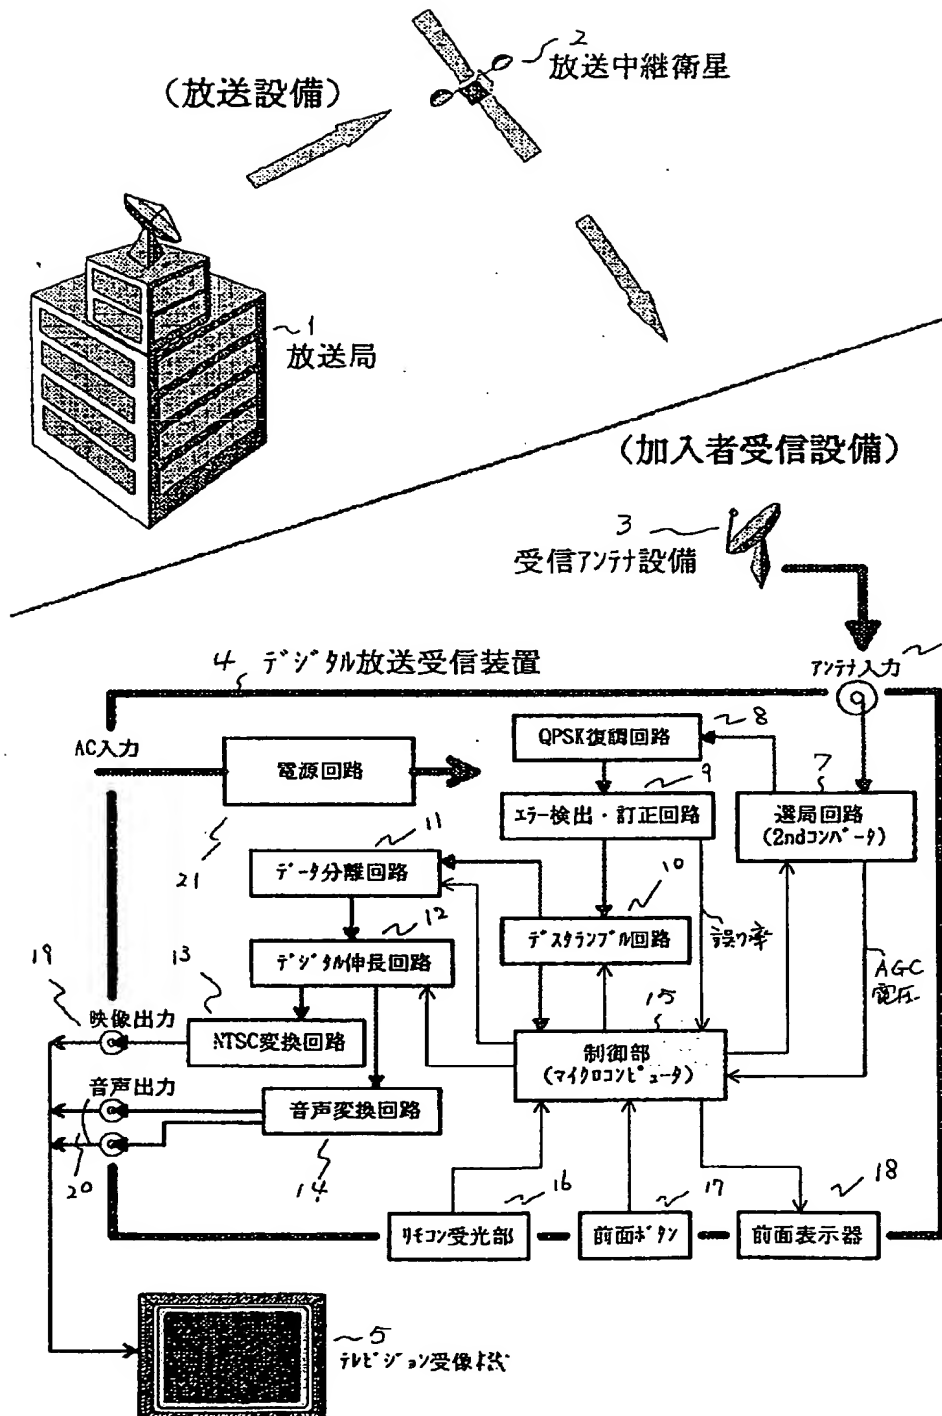 2
放送中継衛星
(放送設備)
1
放送局
(加入者受信設備)
3
受信アンテナ設備
4 デジタル放送受信装置
アンテナ入力
AC入力
電源回路
21
QPSK復調回路
8
9
エラー検出・訂正回路
7
選局回路
(2ndコンバータ)
11
データ分離回路
10
デスクランブル回路
誤り率
12
デジタル伸長回路
AGC
電圧
19
13
映像出力
NTSC変換回路
15
制御部
(マイクロコンピュータ)
音声出力
音声変換回路
20
14
16
17
18
リモコン受光部
前面ボタン
前面表示器
5
テレビジョン受像機